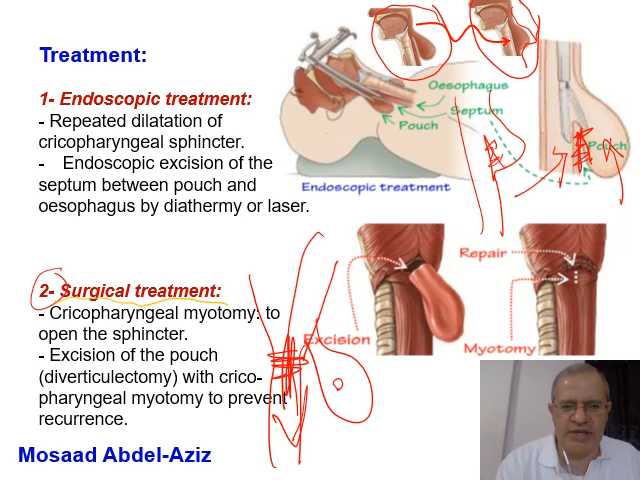 Treatment:
1- Endoscopic treatment:
- Repeated dilatation of
cricopharyngeal sphincter.
- Endoscopic excision of the
septum between pouch and
oesophagus by diathermy or laser.
Oesophagus
Septum
Pouch
Pouch
Endoscopic treatment
2- Surgical treatment:
- Cricopharyngeal myotomy: to
open the sphincter.
- Excision of the pouch
(diverticulectomy) with crico-
pharyngeal myotomy to prevent
recurrence.
Repair
Excision
Myotomy
Mosaad Abdel-Aziz